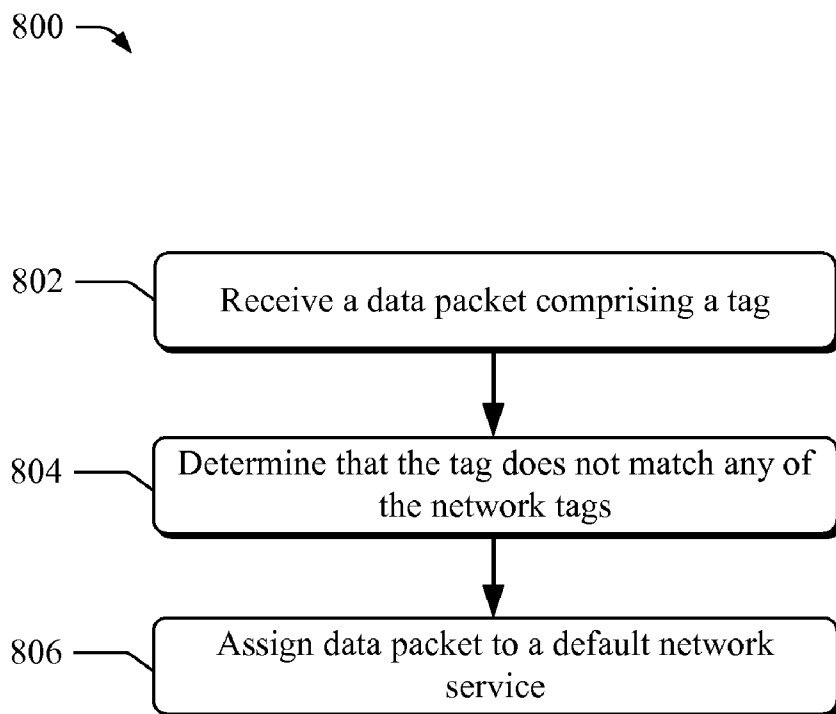 800
802
Receive a data packet comprising a tag
804
Determine that the tag does not match any of
the network tags
806
Assign data packet to a default network
service